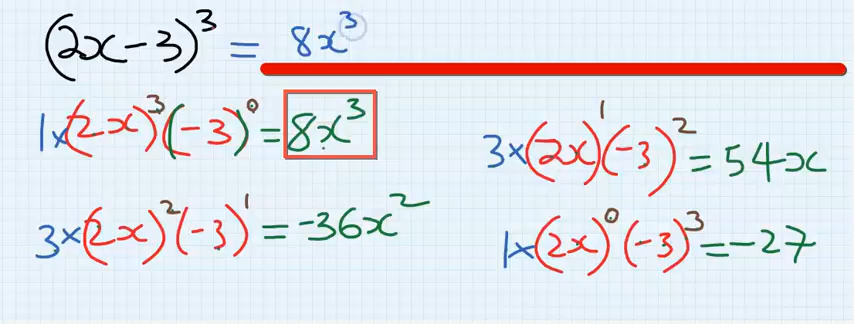 (2x-3)³ = 8x³
1×(2x)³(-3)⁰ = 8x³
3×(2x)²(-3)¹ = -36x²
3×(2x)¹(-3)² = 54x
1×(2x)⁰(-3)³ = -27